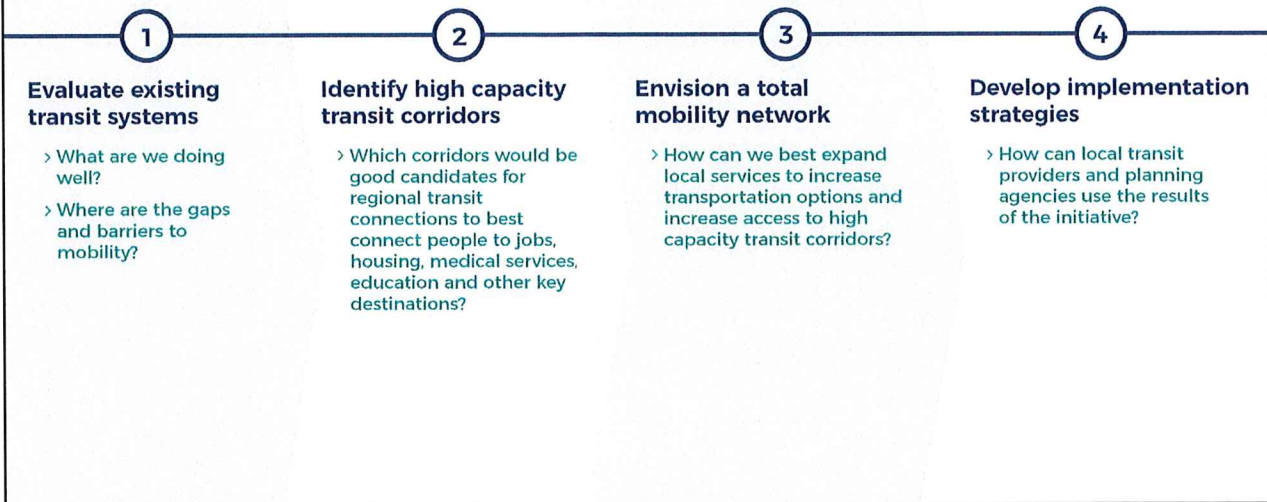 1
Evaluate existing
transit systems
> What are we doing
well?
> Where are the gaps
and barriers to
mobility?
2
Identify high capacity
transit corridors
> Which corridors would be
good candidates for
regional transit
connections to best
connect people to jobs,
housing, medical services,
education and other key
destinations?
3
Envision a total
mobility network
> How can we best expand
local services to increase
transportation options and
increase access to high
capacity transit corridors?
4
Develop implementation
strategies
> How can local transit
providers and planning
agencies use the results
of the initiative?